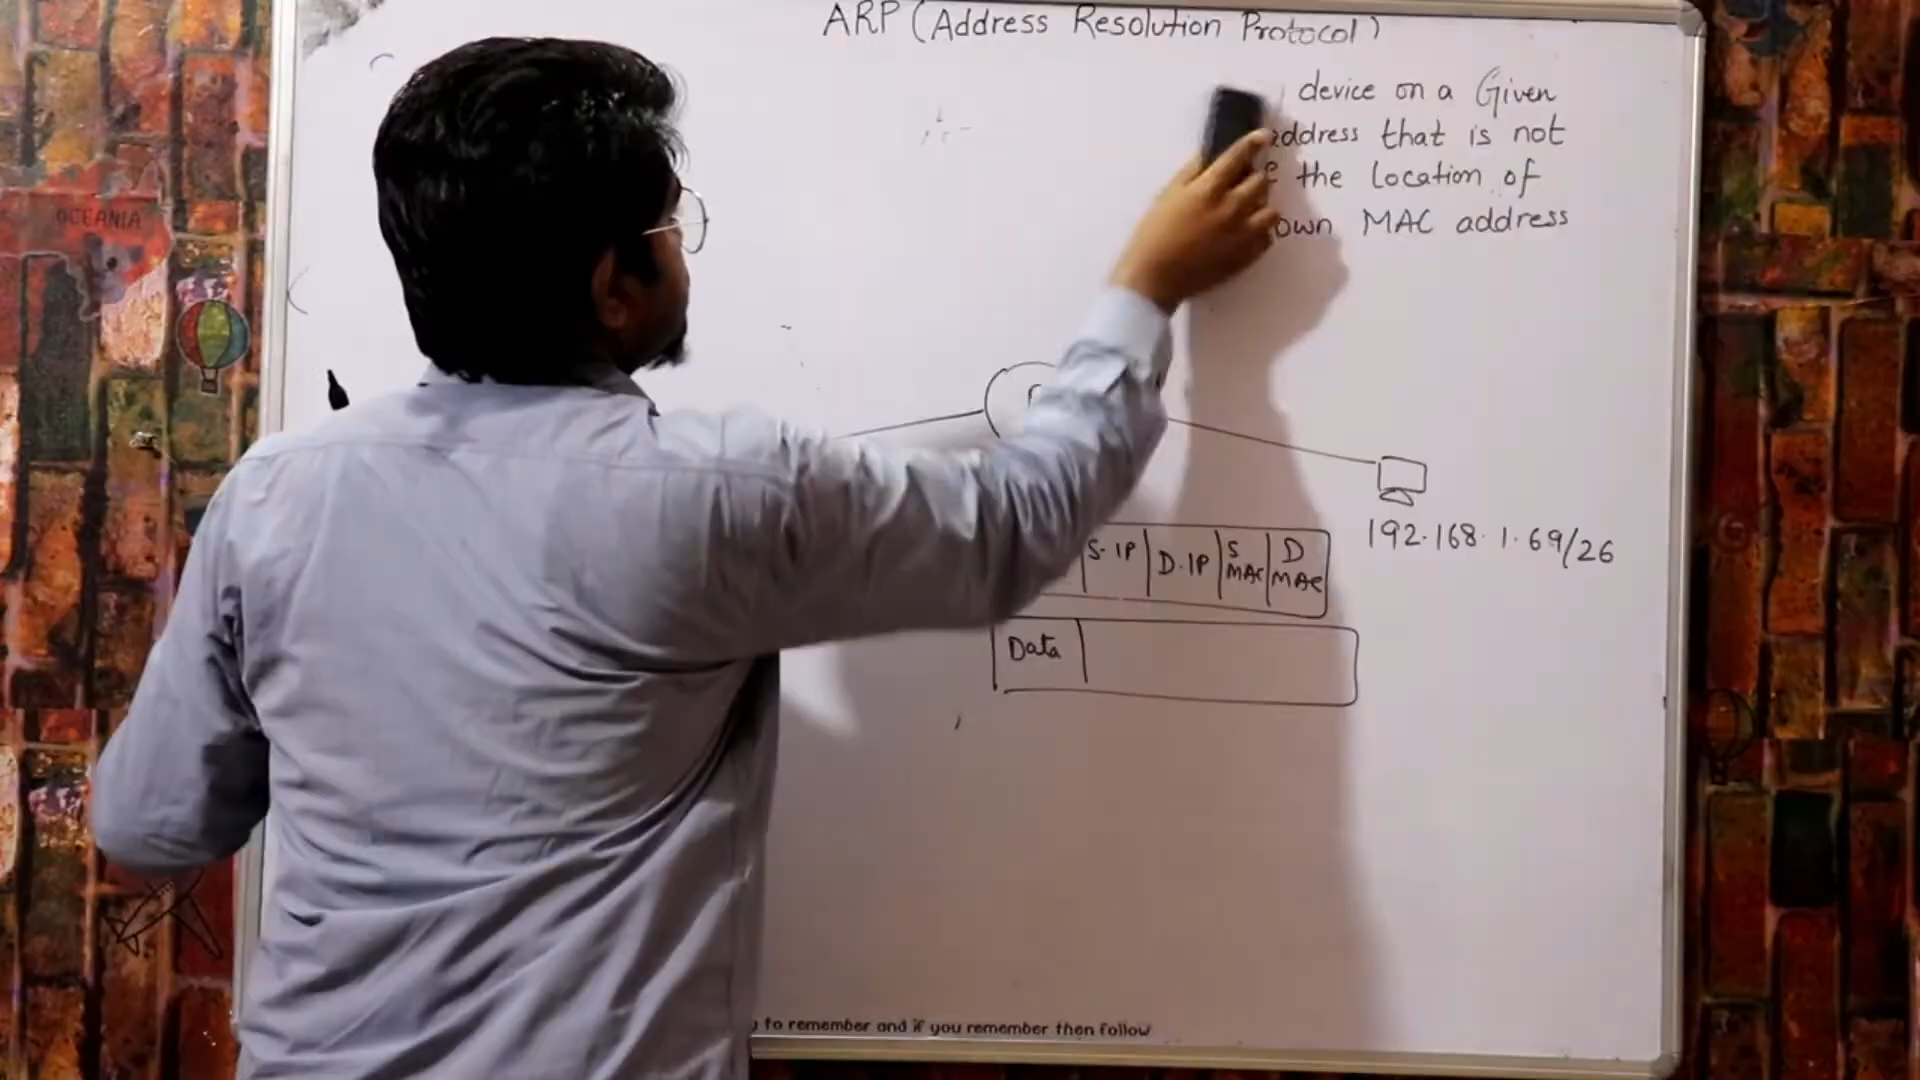 ARP (Address Resolution Protocol)
device on a Given
address that is not
the Location of
own MAC address
OCEANIA
192.168.1.69/26
S.IP D.IP S MAC D MAC
Data
to remember and if you remember then follow